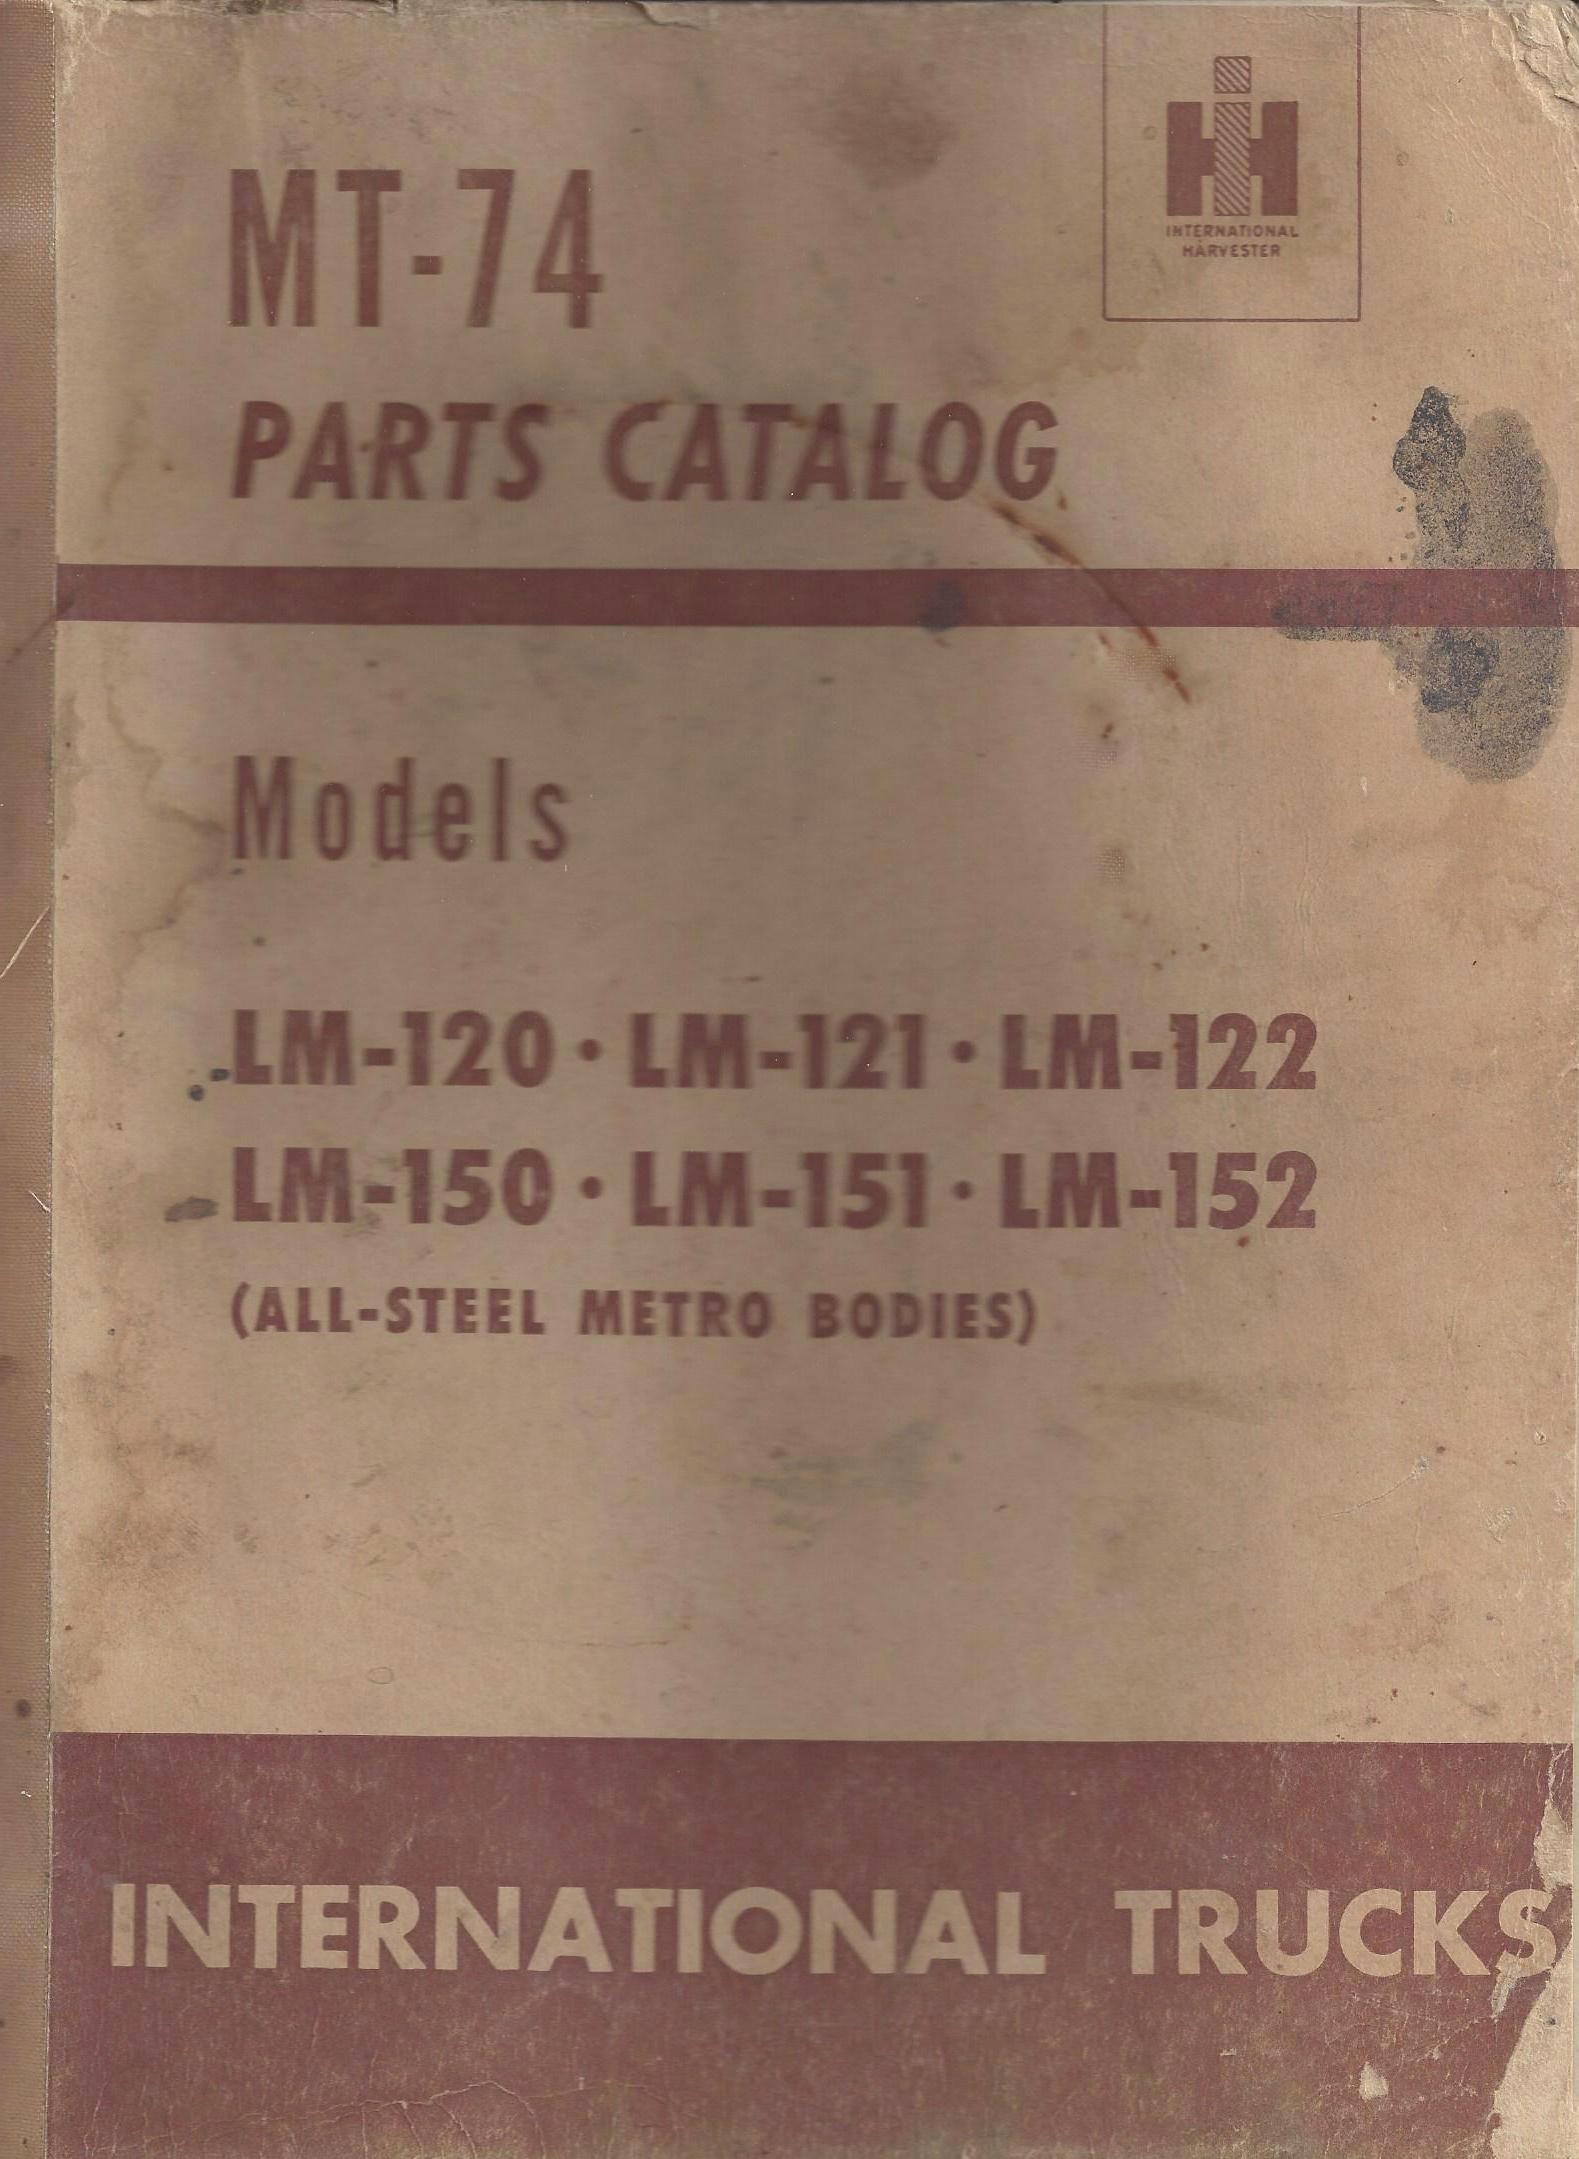 INTERNATIONAL
HARVESTER
MT-74
PARTS CATALOG
Models
LM-120 • LM-121 • LM-122
LM-150 • LM-151 • LM-152
(ALL-STEEL METRO BODIES)
INTERNATIONAL TRUCKS